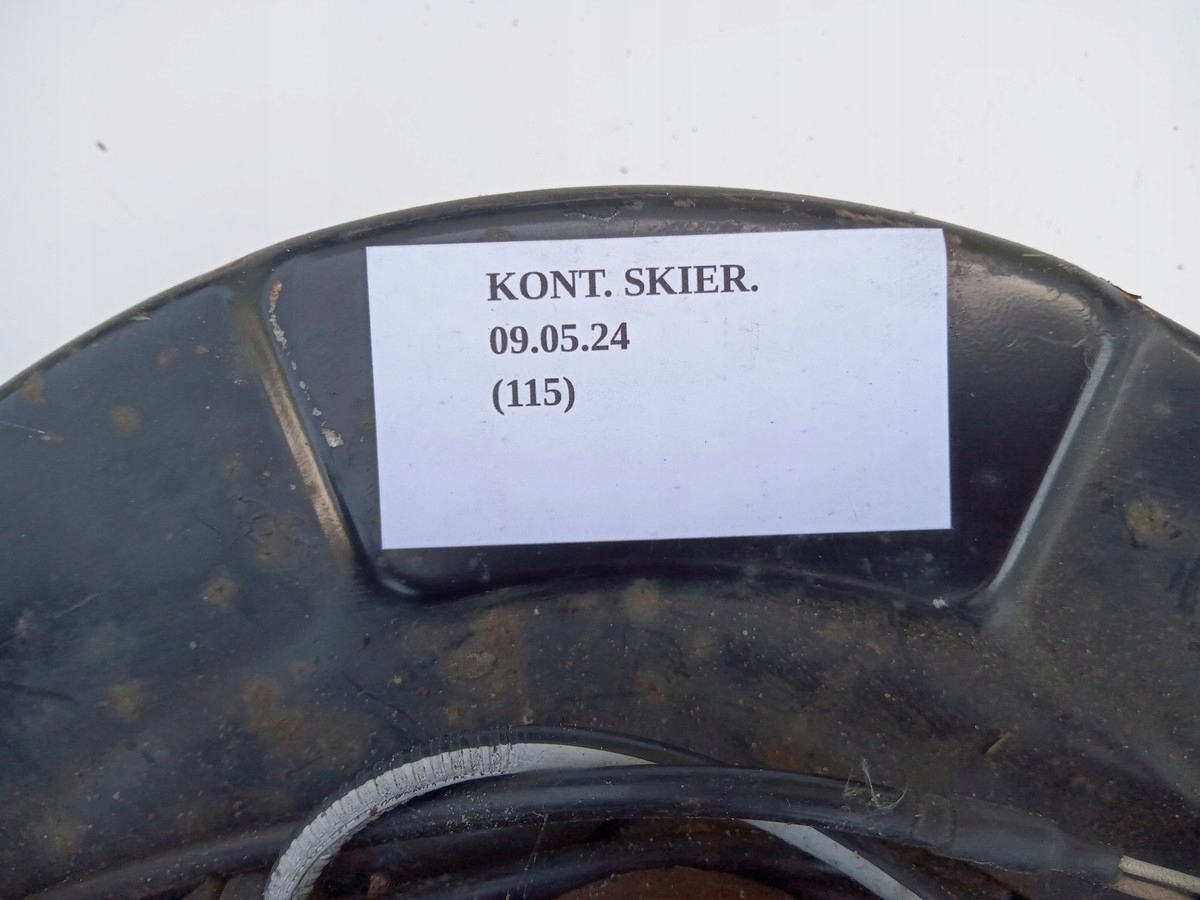 KONT. SKIER.
09.05.24
(115)